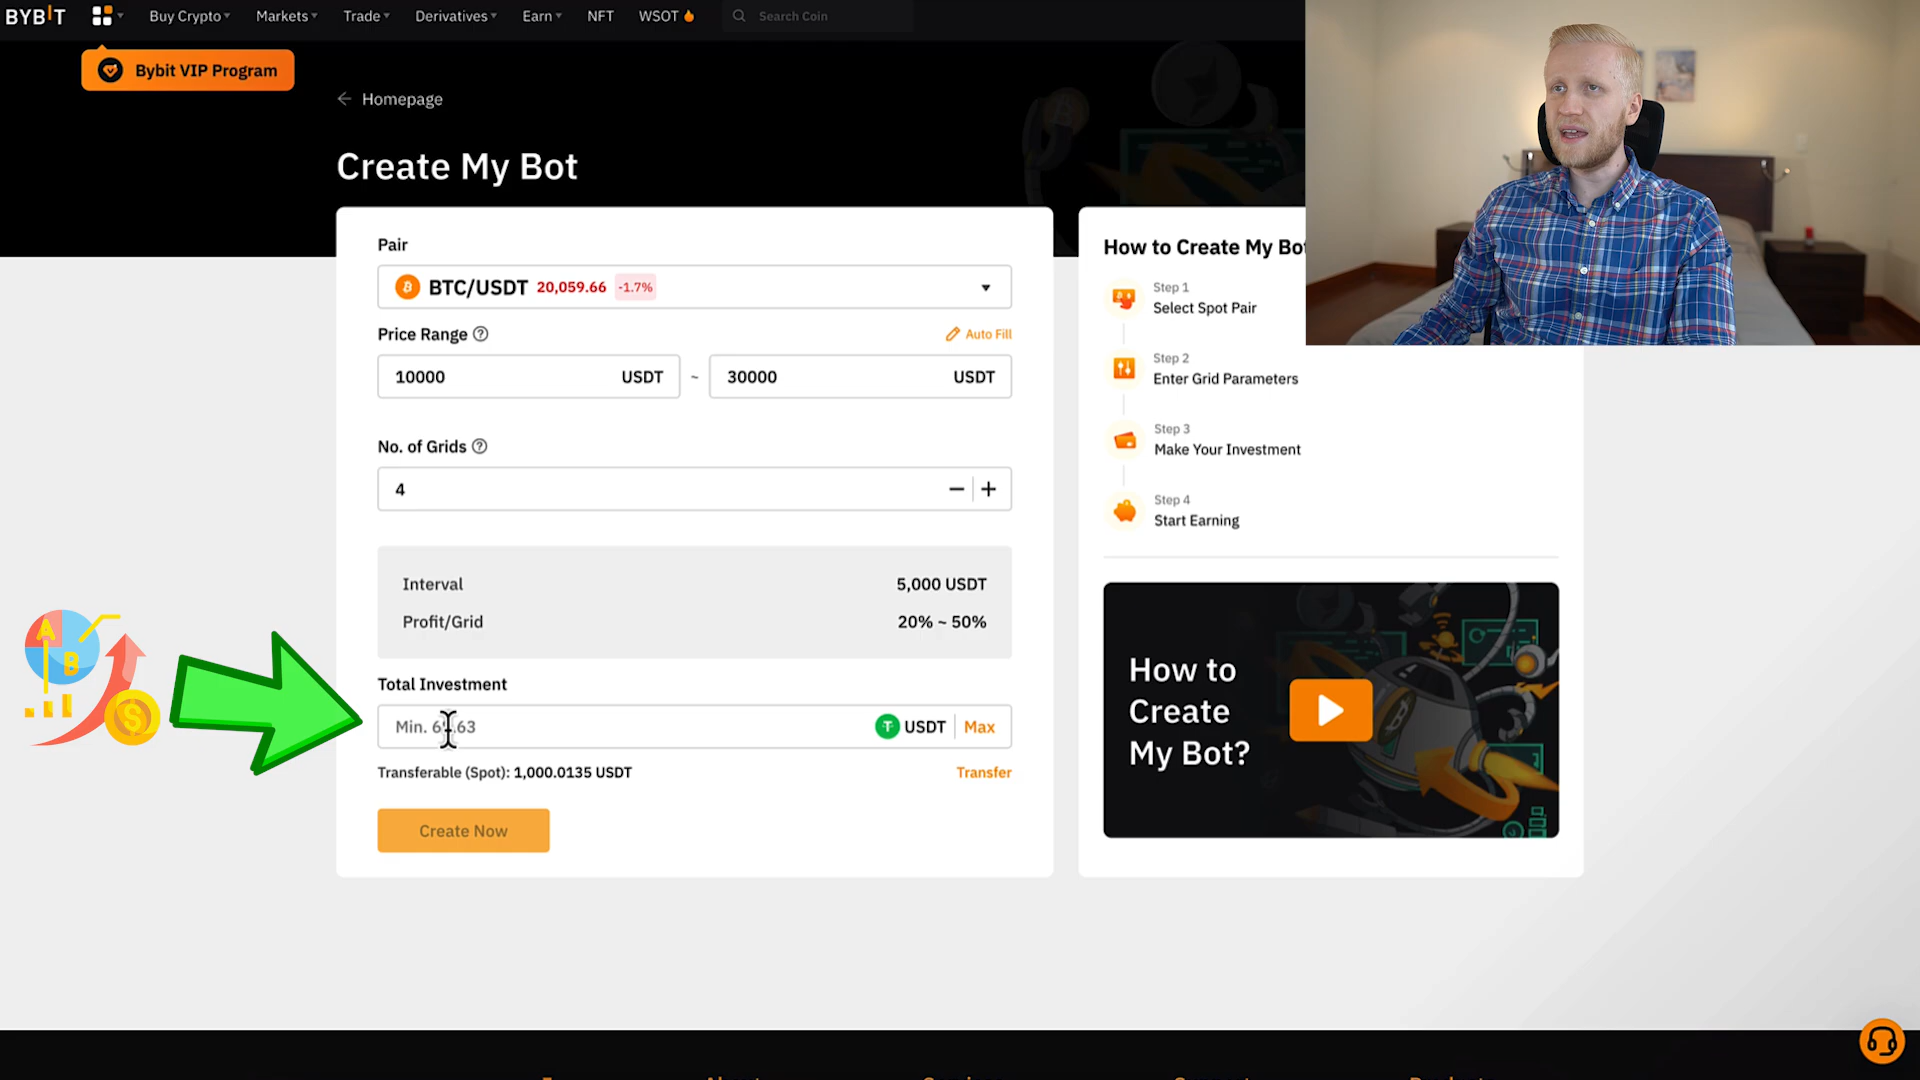 BYBIT
Buy Crypto
Markets
Trade
Derivatives
Earn
NFT
WSOT
Search Coin
Bybit VIP Program
Homepage
Create My Bot
Pair
BTC/USDT 20,059.66 -1.7%
Price Range
Auto Fill
10000 USDT ~ 30000 USDT
No. of Grids
4
Interval 5,000 USDT
Profit/Grid 20% ~ 50%
A
B
Total Investment
Min. USDT Max
Transferable (Spot): 1,000.0135 USDT
Transfer
Create Now
How to Create My Bot
Step 1
Select Spot Pair
Step 2
Enter Grid Parameters
Step 3
Make Your Investment
Step 4
Start Earning
How to
Create
My Bot?